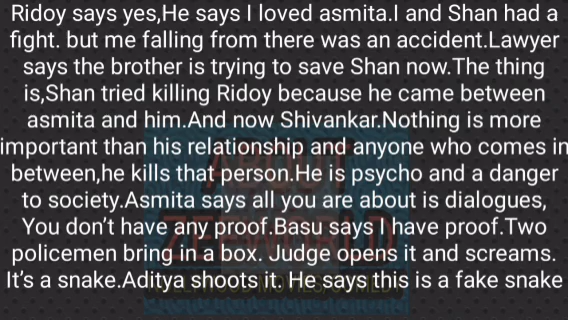 Ridoy says yes,He says I loved asmita.I and Shan had a
fight. but me falling from there was an accident.Lawyer
says the brother is trying to save Shan now.The thing
is,Shan tried killing Ridoy because he came between
asmita and him.And now Shivankar.Nothing is more
important than his relationship and anyone who comes in
between,he kills that person.He is psycho and a danger
to society.Asmita says all you are about is dialogues,
You don’t have any proof.Basu says I have proof.Two
policemen bring in a box. Judge opens it and screams.
It’s a snake.Aditya shoots it. He says this is a fake snake
ABOUT
ZEEWORLD